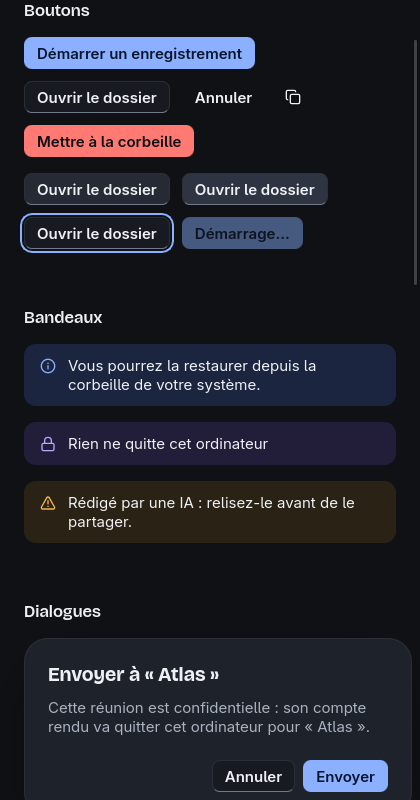 Boutons
Démarrer un enregistrement
Ouvrir le dossier
Annuler
Mettre à la corbeille
Ouvrir le dossier
Ouvrir le dossier
Ouvrir le dossier
Démarrage…
Bandeaux
Vous pourrez la restaurer depuis la
corbeille de votre système.
Rien ne quitte cet ordinateur
Rédigé par une IA : relisez-le avant de le
partager.
Dialogues
Envoyer à « Atlas »
Cette réunion est confidentielle : son compte
rendu va quitter cet ordinateur pour « Atlas ».
Annuler
Envoyer